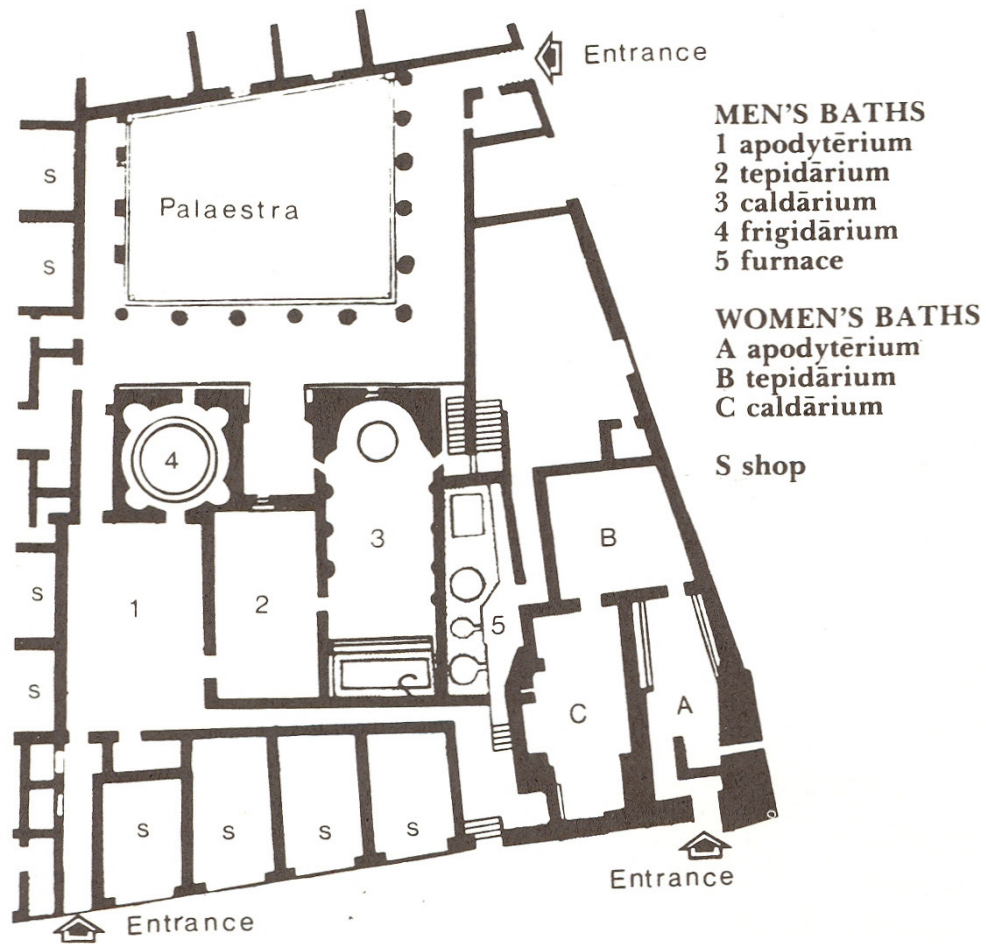 Entrance
MEN'S BATHS
1 apodytērium
2 tepidārium
3 caldārium
4 frigidārium
5 furnace
WOMEN'S BATHS
A apodytērium
B tepidārium
C caldārium
S shop
S
Palaestra
S
4
3
B
1
2
S
5
S
C
A
S
S
S
S
Entrance
Entrance